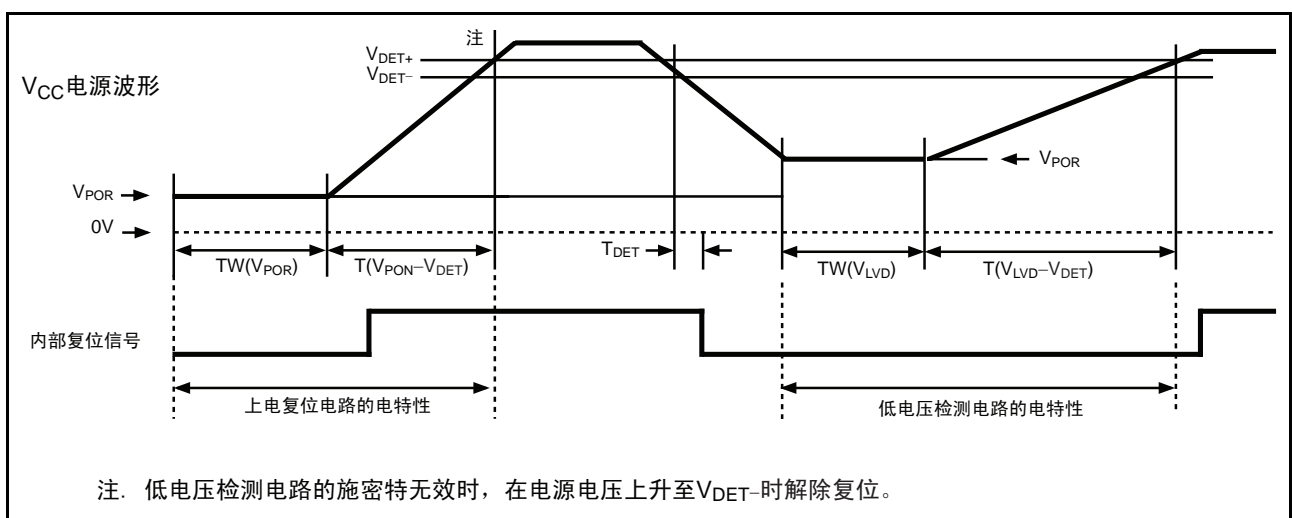 注
VDET+
VDET−
VCC电源波形
VPOR
VPOR
0V
TDET
TW(VPOR)
T(VPON−VDET)
TW(VLVD)
T(VLVD−VDET)
内部复位信号
上电复位电路的电特性
低电压检测电路的电特性
注. 低电压检测电路的施密特无效时，在电源电压上升至VDET−时解除复位。